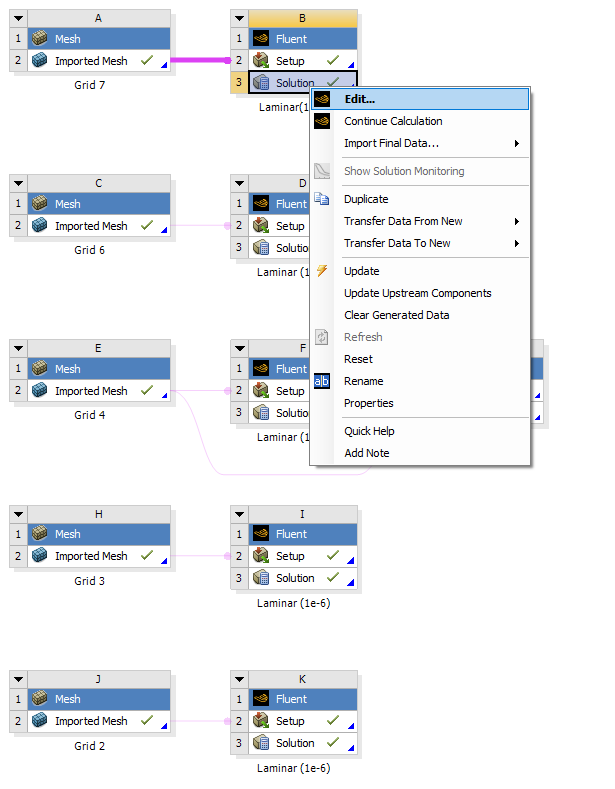 A
1 Mesh
2 Imported Mesh
Grid 7
B
1 Fluent
2 Setup
3 Solution
Laminar(1
Edit...
Continue Calculation
Import Final Data...
Show Solution Monitoring
Duplicate
Transfer Data From New
Transfer Data To New
Update
Update Upstream Components
Clear Generated Data
Refresh
Reset
a|b Rename
Properties
Quick Help
Add Note
C
1 Mesh
2 Imported Mesh
Grid 6
D
1 Fluent
2 Setup
3 Solutio
Laminar (1
E
1 Mesh
2 Imported Mesh
Grid 4
F
1 Fluent
2 Setup
3 Solutio
Laminar (1
H
1 Mesh
2 Imported Mesh
Grid 3
I
1 Fluent
2 Setup
3 Solution
Laminar (1e-6)
J
1 Mesh
2 Imported Mesh
Grid 2
K
1 Fluent
2 Setup
3 Solution
Laminar (1e-6)